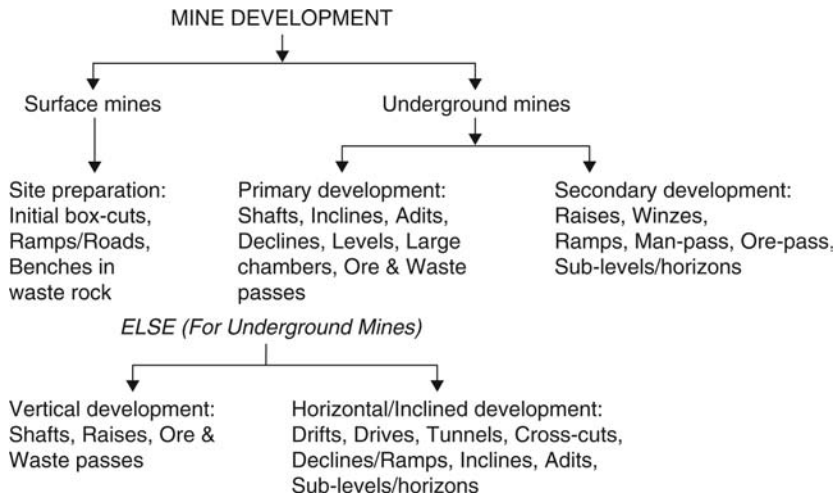 MINE DEVELOPMENT
Surface mines
Underground mines
Site preparation:
Initial box-cuts,
Ramps/Roads,
Benches in
waste rock
Primary development:
Shafts, Inclines, Adits,
Declines, Levels, Large
chambers, Ore & Waste
passes
Secondary development:
Raises, Winzes,
Ramps, Man-pass, Ore-pass,
Sub-levels/horizons
ELSE (For Underground Mines)
Vertical development:
Shafts, Raises, Ore &
Waste passes
Horizontal/Inclined development:
Drifts, Drives, Tunnels, Cross-cuts,
Declines/Ramps, Inclines, Adits,
Sub-levels/horizons